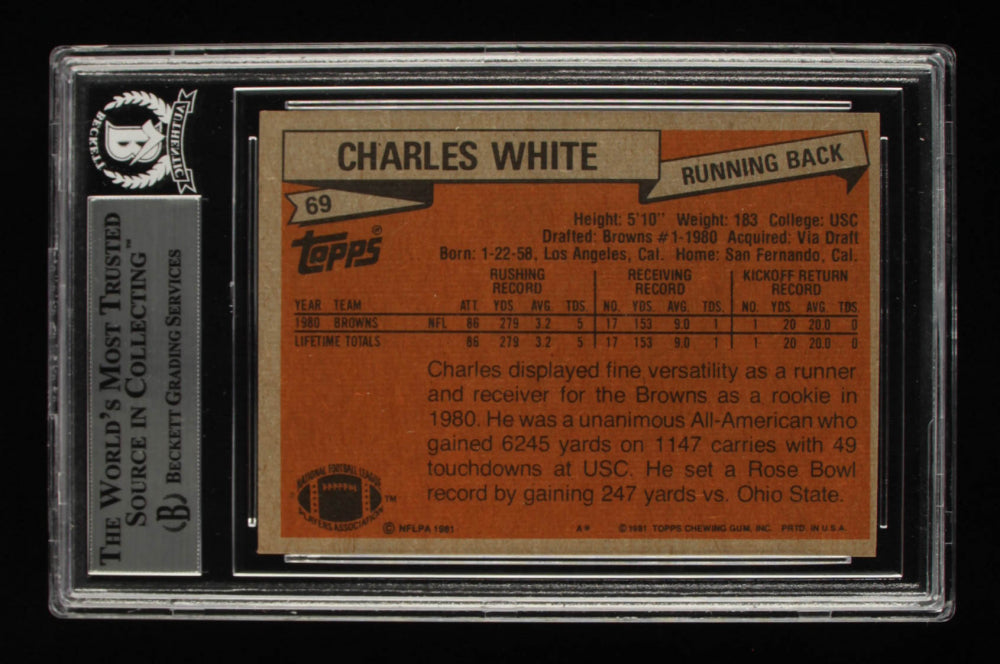 BECKETT AUTHENTIC
B
THE WORLD'S MOST TRUSTED
SOURCE IN COLLECTING™
BECKETT GRADING SERVICES
CHARLES WHITE
RUNNING BACK
69
Topps®
Height: 5'10" Weight: 183 College: USC
Drafted: Browns #1-1980 Acquired: Via Draft
Born: 1-22-58, Los Angeles, Cal. Home: San Fernando, Cal.
RUSHING RECORD RECEIVING RECORD KICKOFF RETURN RECORD
YEAR TEAM ATT YDS. AVG. TDS NO. YDS. AVG. TDS. NO. YDS. AVG. TDS.
1980 BROWNS NFL 86 279 3.2 5 17 153 9.0 1 1 20 20.0 0
LIFETIME TOTALS 86 279 3.2 5 17 153 9.0 1 1 20 20.0 0
Charles displayed fine versatility as a runner
and receiver for the Browns as a rookie in
1980. He was a unanimous All-American who
gained 6245 yards on 1147 carries with 49
touchdowns at USC. He set a Rose Bowl
record by gaining 247 yards vs. Ohio State.
NATIONAL FOOTBALL LEAGUE
PLAYERS ASSOCIATION
™
© NFLPA 1981 A* © 1981 TOPPS CHEWING GUM, INC. PRTD. IN U.S.A.